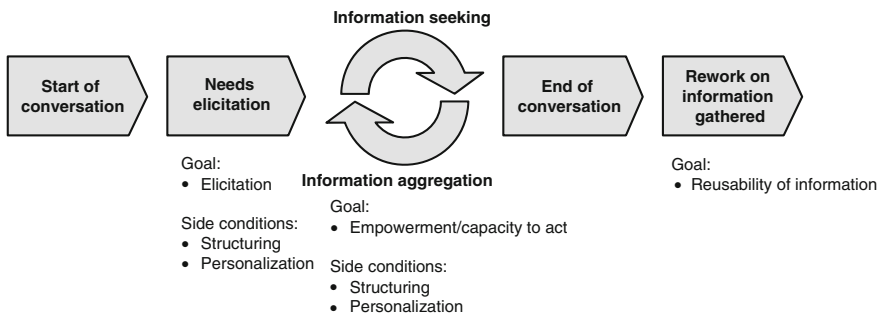 Information seeking
Start of
conversation
Needs
elicitation
End of
conversation
Rework on
information
gathered
Goal:
• Elicitation
Side conditions:
• Structuring
• Personalization
Information aggregation
Goal:
• Empowerment/capacity to act
Side conditions:
• Structuring
• Personalization
Goal:
• Reusability of information